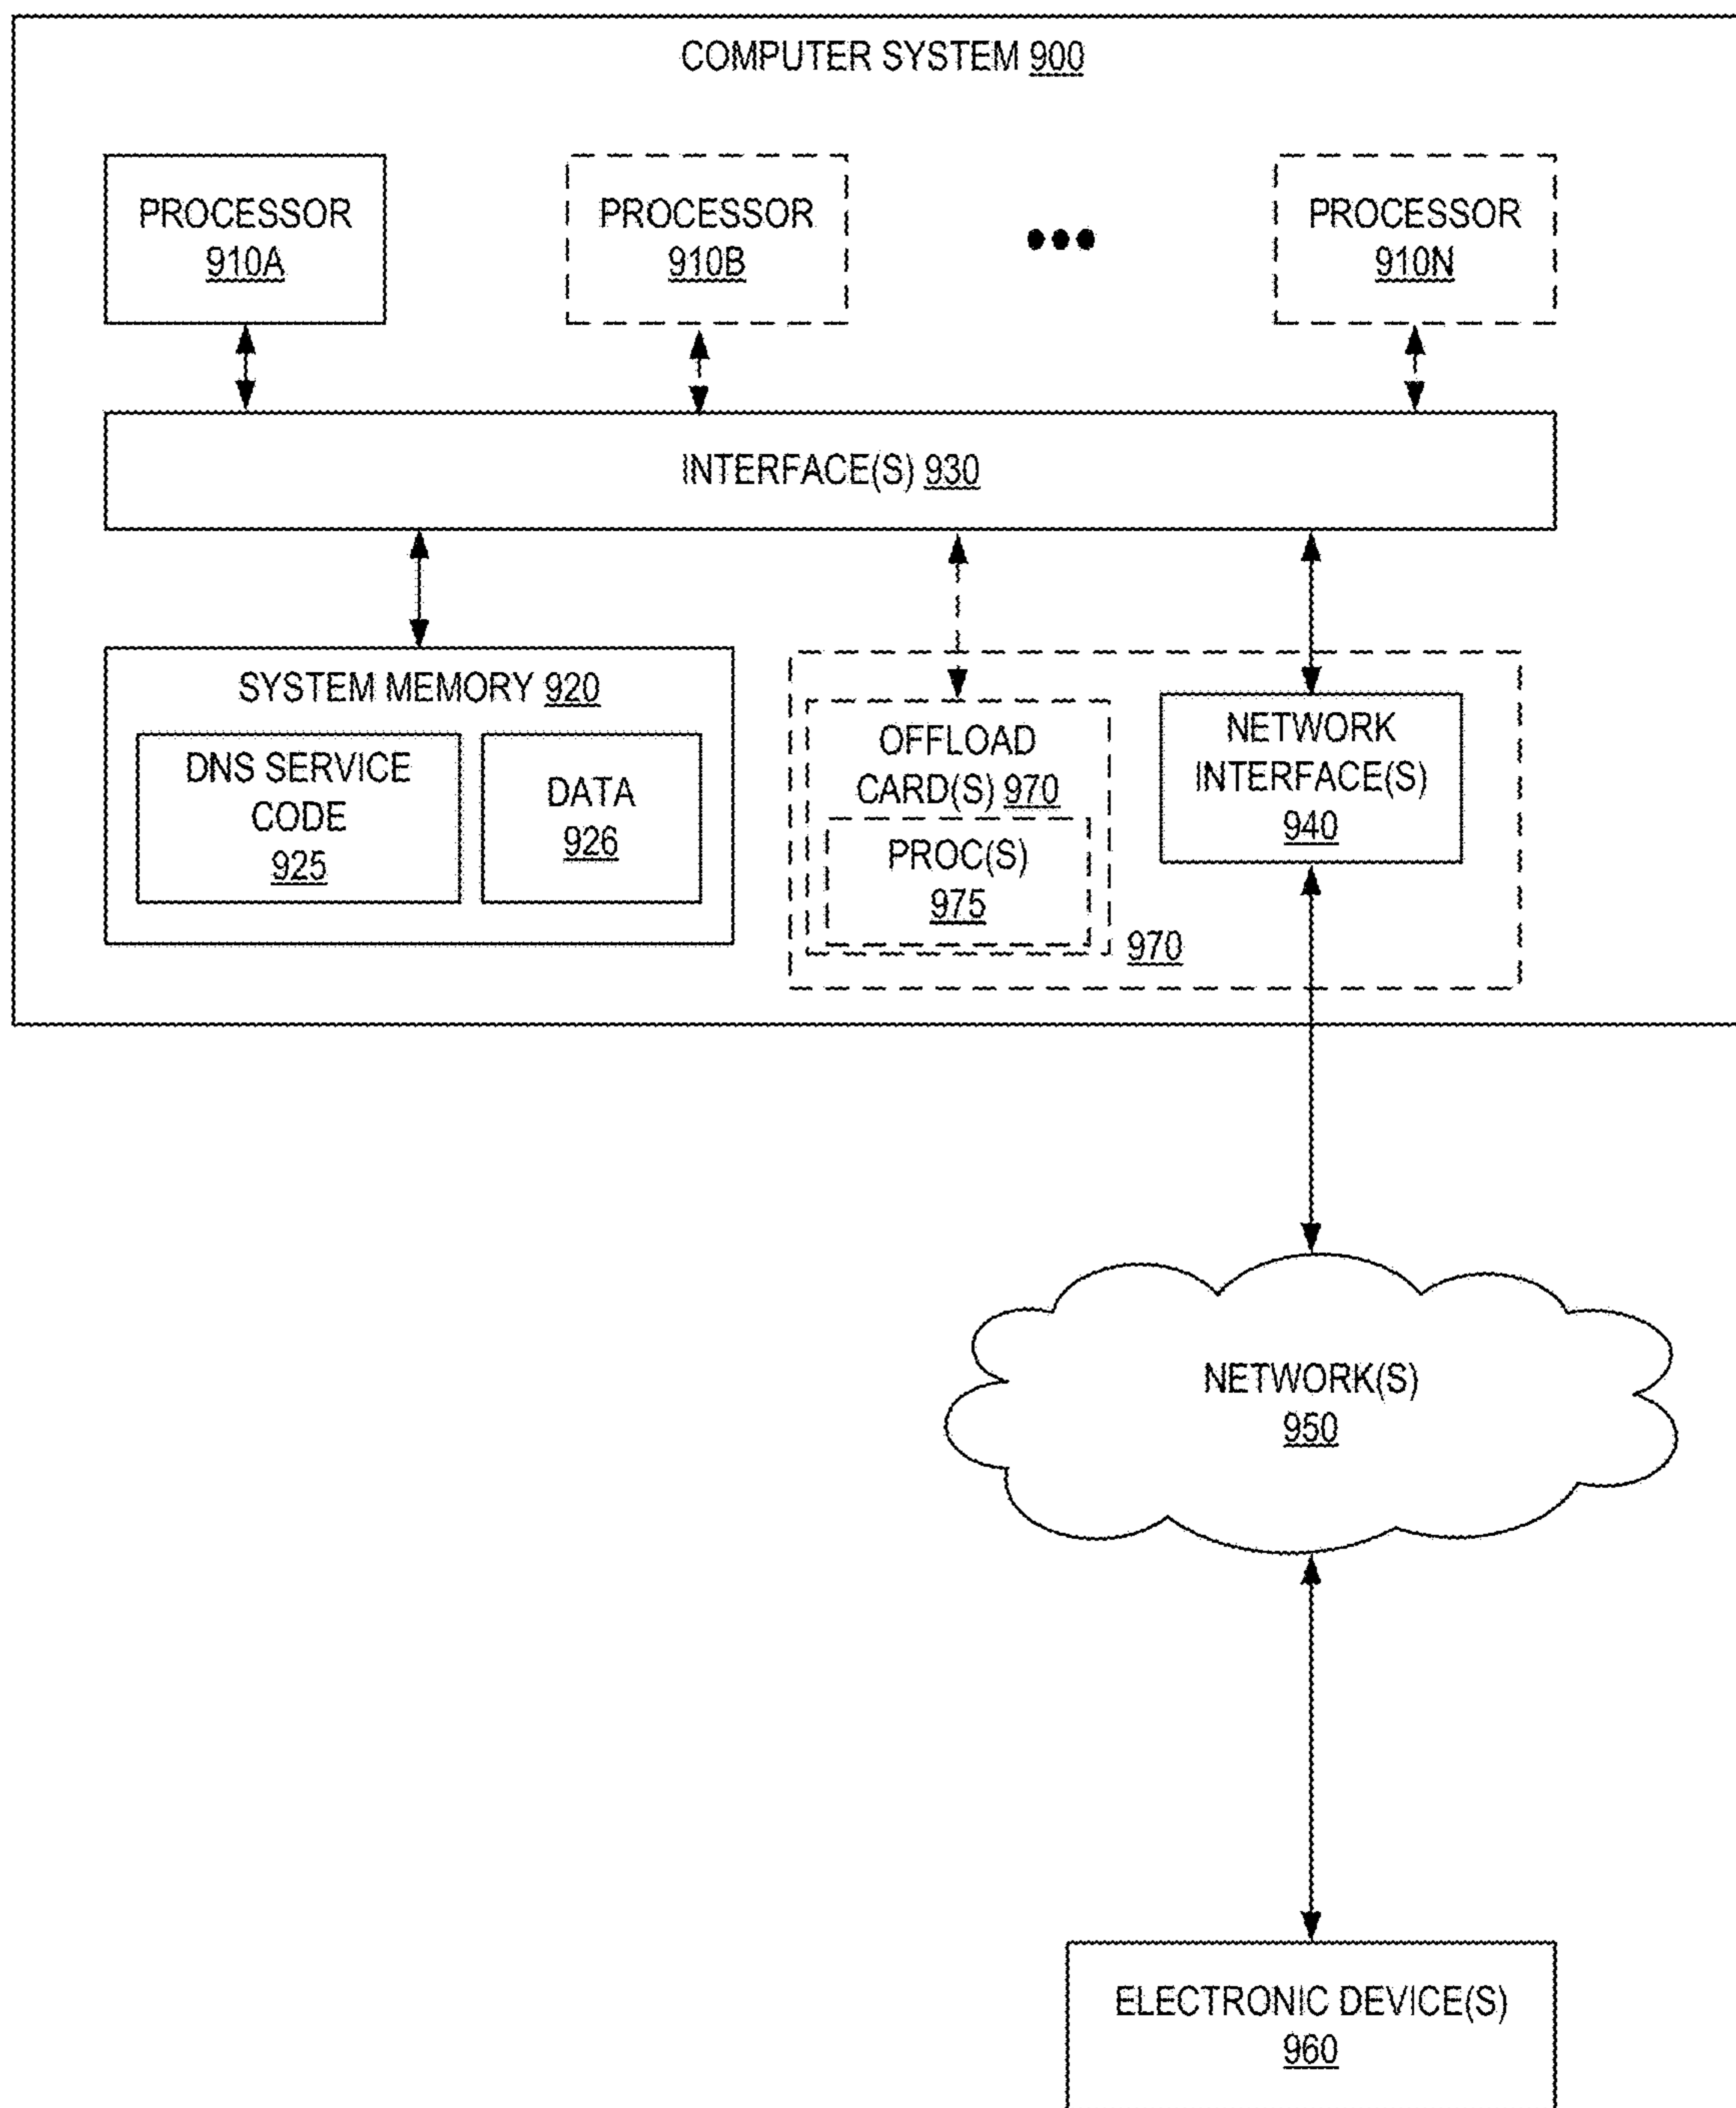 COMPUTER SYSTEM 900
PROCESSOR
910A
PROCESSOR
910B
PROCESSOR
910N
INTERFACE(S) 930
SYSTEM MEMORY 920
DNS SERVICE
CODE
925
DATA
926
OFFLOAD
CARD(S) 970
PROC(S)
975
970
NETWORK
INTERFACE(S)
940
NETWORK(S)
950
ELECTRONIC DEVICE(S)
960